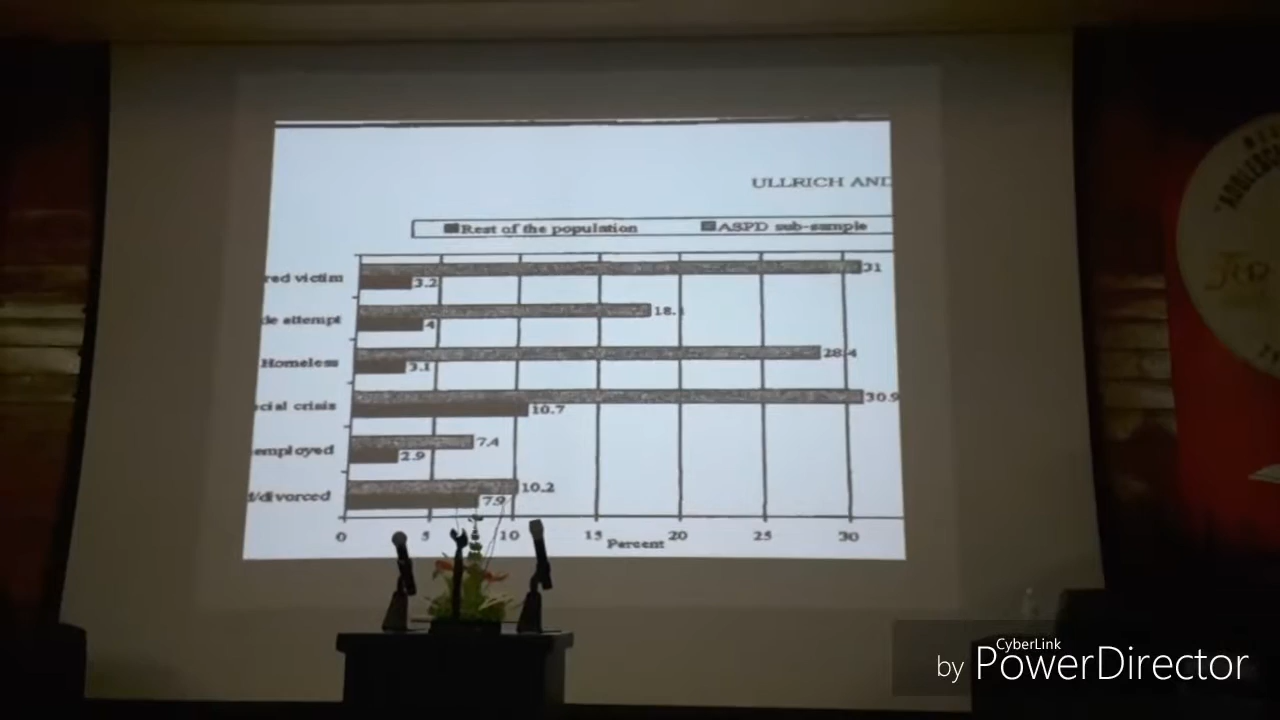 ULLRICH AND
Rest of the population ASPD sub-sample
red victim 31
3.2
de attempt 18.1
4
Homeless 28.4
3.1
cial crisis 30.9
10.7
employed 7.4
2.9
d/divorced 10.2
7.9
0 5 10 15 20 25 30
Percent
CyberLink
by PowerDirector